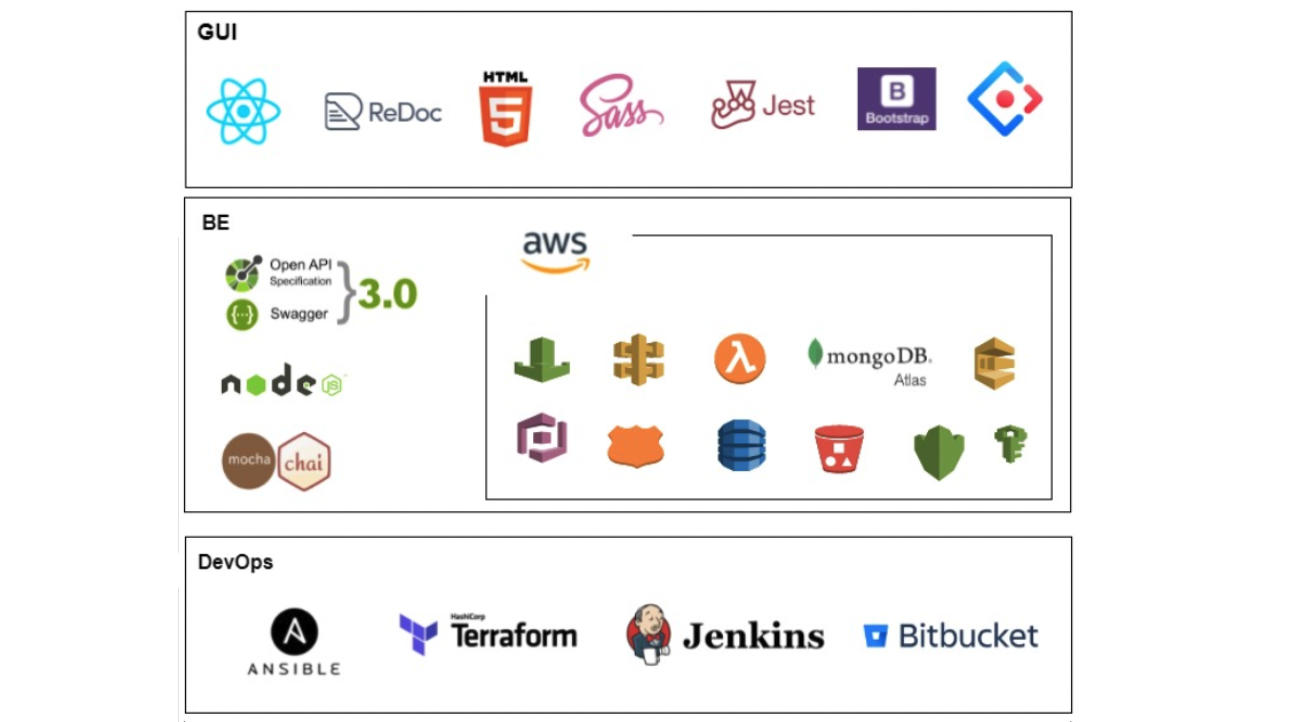 GUI
ReDoc
HTML
5
Sass
Jest
B
Bootstrap
BE
Open API
Specification
Swagger
3.0
aws
node
JS
mocha
chai
λ
mongoDB.
Atlas
DevOps
A
ANSIBLE
HashiCorp
Terraform
Jenkins
Bitbucket